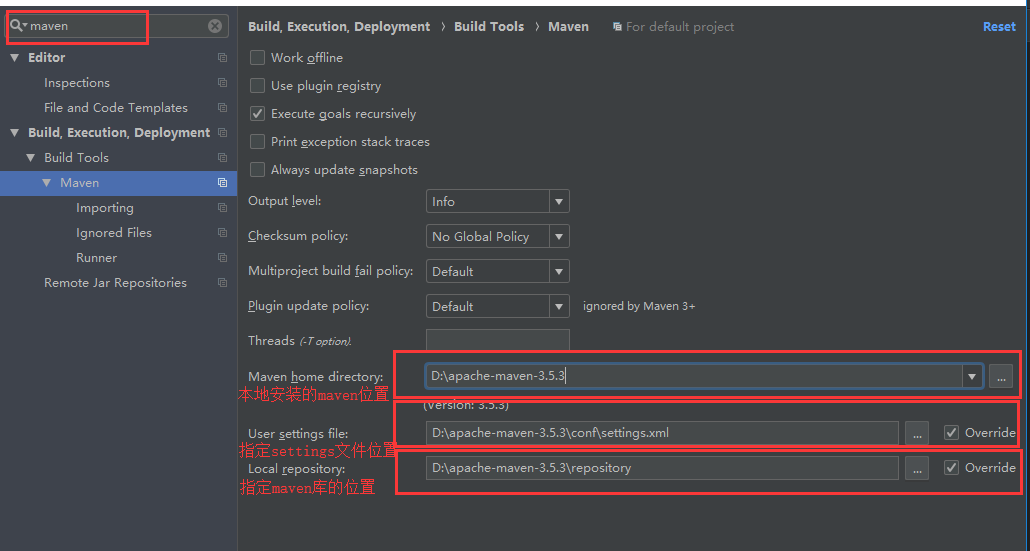 maven
Editor
Inspections
File and Code Templates
Build, Execution, Deployment
Build Tools
Maven
Importing
Ignored Files
Runner
Remote Jar Repositories
Build, Execution, Deployment › Build Tools › Maven For default project Reset
Work offline
Use plugin registry
Execute goals recursively
Print exception stack traces
Always update snapshots
Output level: Info
Checksum policy: No Global Policy
Multiproject build fail policy: Default
Plugin update policy: Default ignored by Maven 3+
Threads (-T option).
Maven home directory: D:\apache-maven-3.5.3 ...
本地安装的maven位置
(Version: 3.5.3)
User settings file: D:\apache-maven-3.5.3\conf\settings.xml ... Override
指定settings文件位置
Local repository: D:\apache-maven-3.5.3\repository ... Override
指定maven库的位置